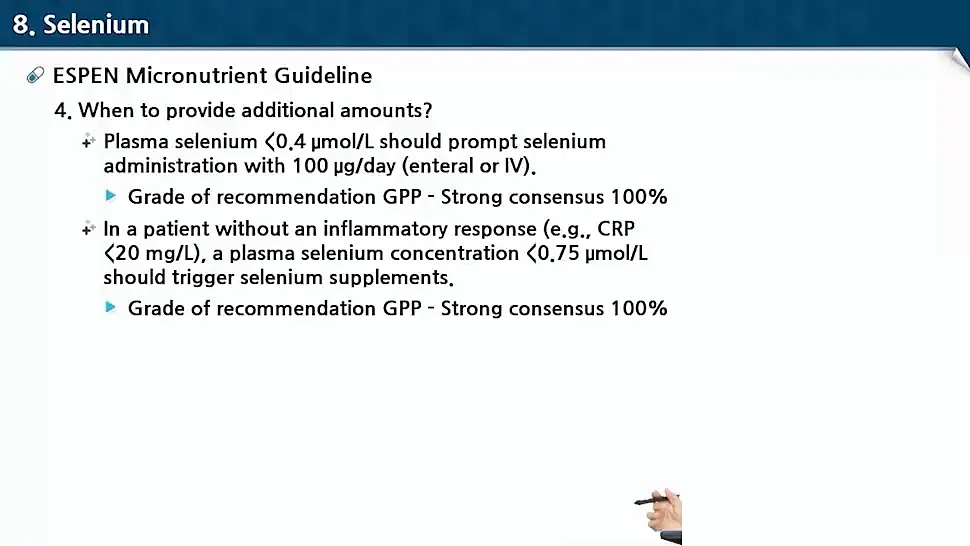 8. Selenium
ESPEN Micronutrient Guideline
4. When to provide additional amounts?
Plasma selenium <0.4 μmol/L should prompt selenium
administration with 100 μg/day (enteral or IV).
Grade of recommendation GPP - Strong consensus 100%
In a patient without an inflammatory response (e.g., CRP
<20 mg/L), a plasma selenium concentration <0.75 μmol/L
should trigger selenium supplements.
Grade of recommendation GPP - Strong consensus 100%